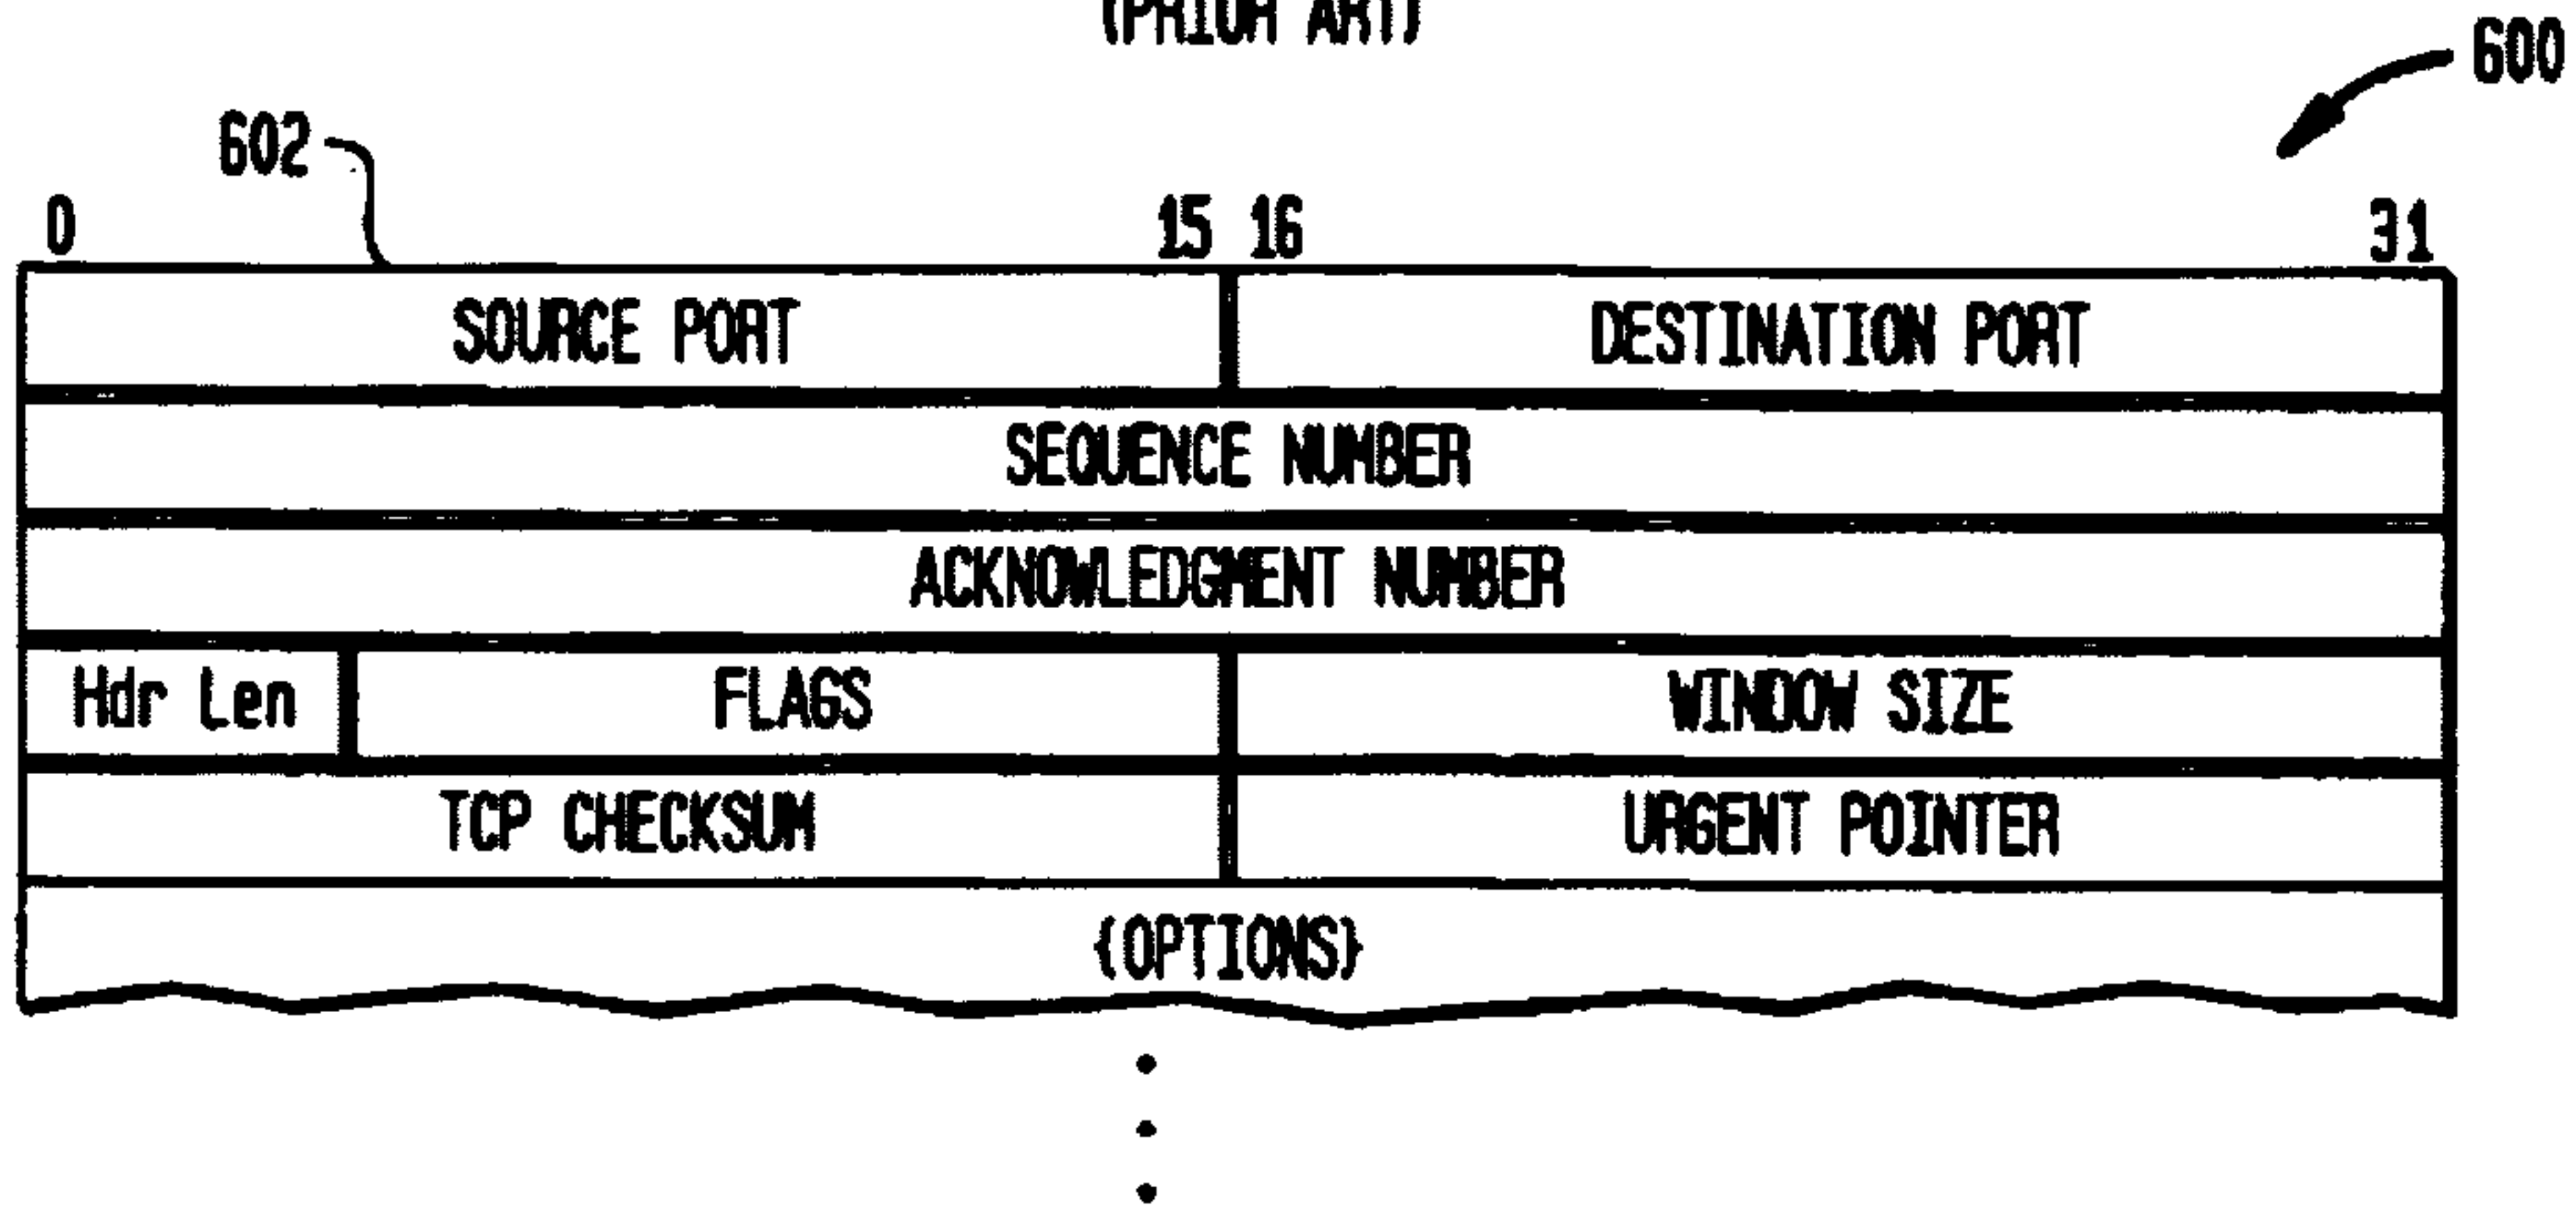 (PRIOR ART)
600
602
0 15 16 31
SOURCE PORT DESTINATION PORT
SEQUENCE NUMBER
ACKNOWLEDGMENT NUMBER
Hdr Len FLAGS WINDOW SIZE
TCP CHECKSUM URGENT POINTER
{OPTIONS}